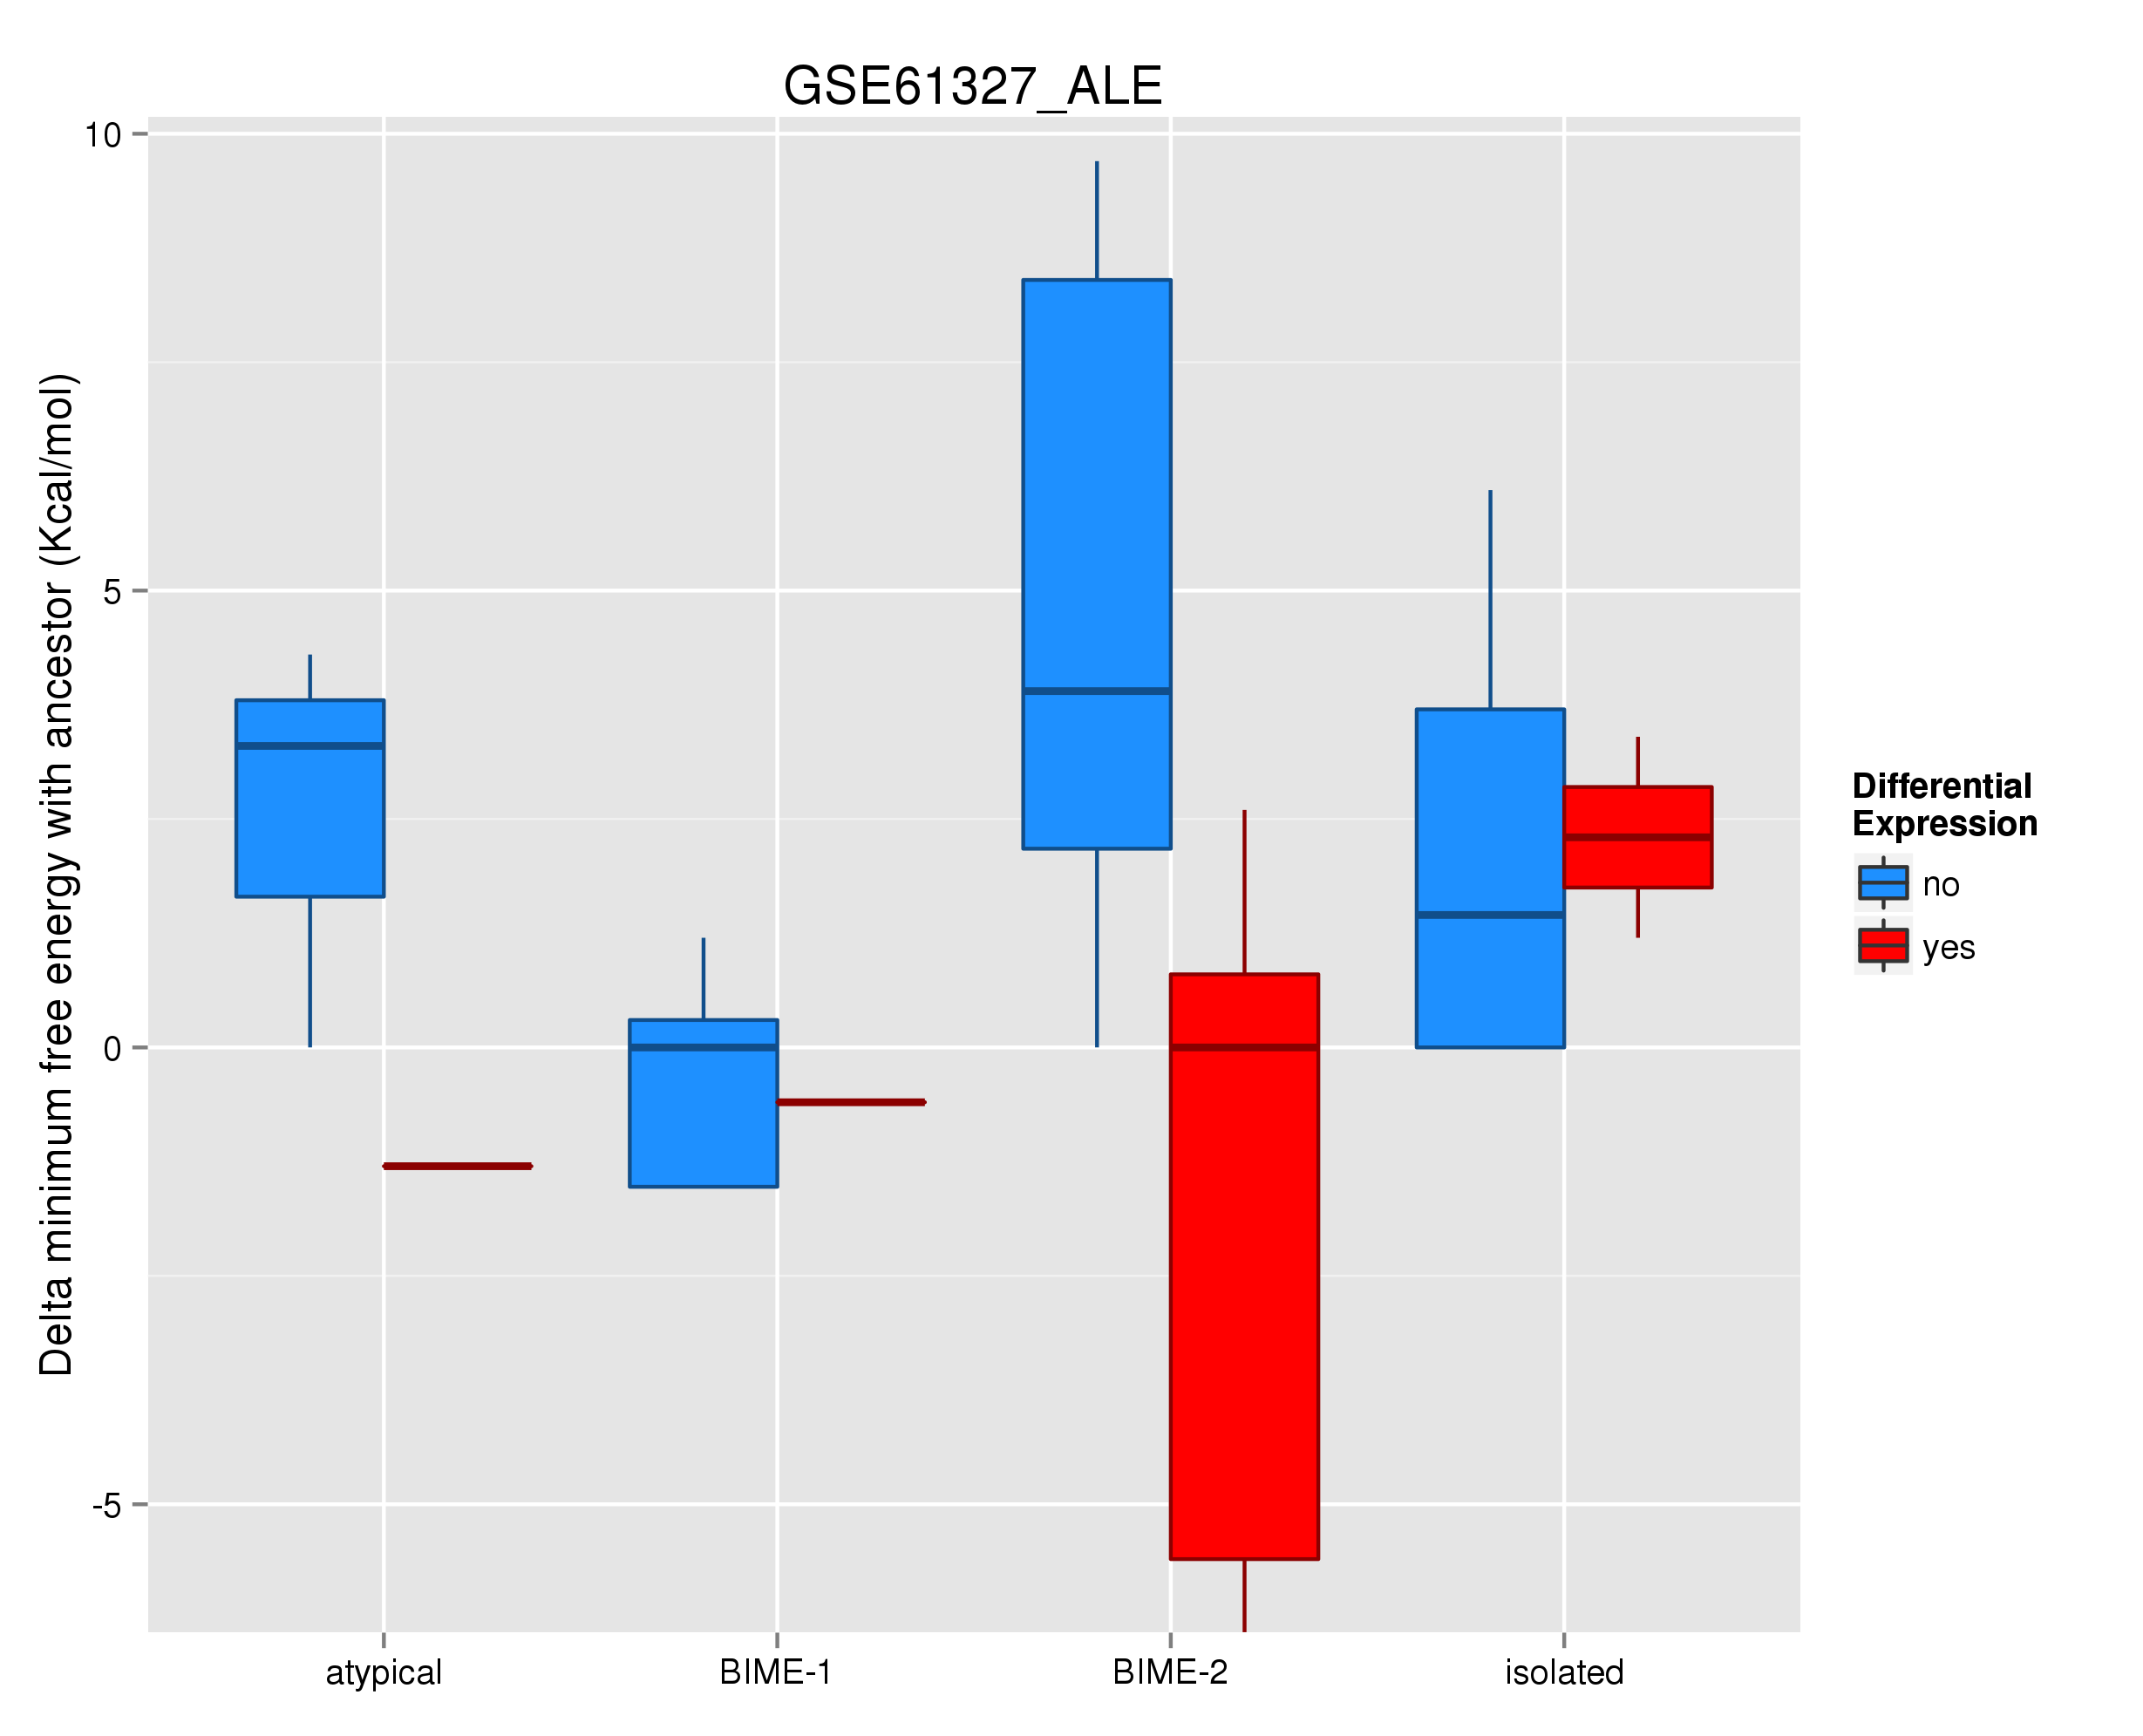 GSE61327_ALE
Delta minimum free energy with ancestor (Kcal/mol)
10
5
0
-5
atypical
BIME-1
BIME-2
isolated
Differential
Expression
no
yes